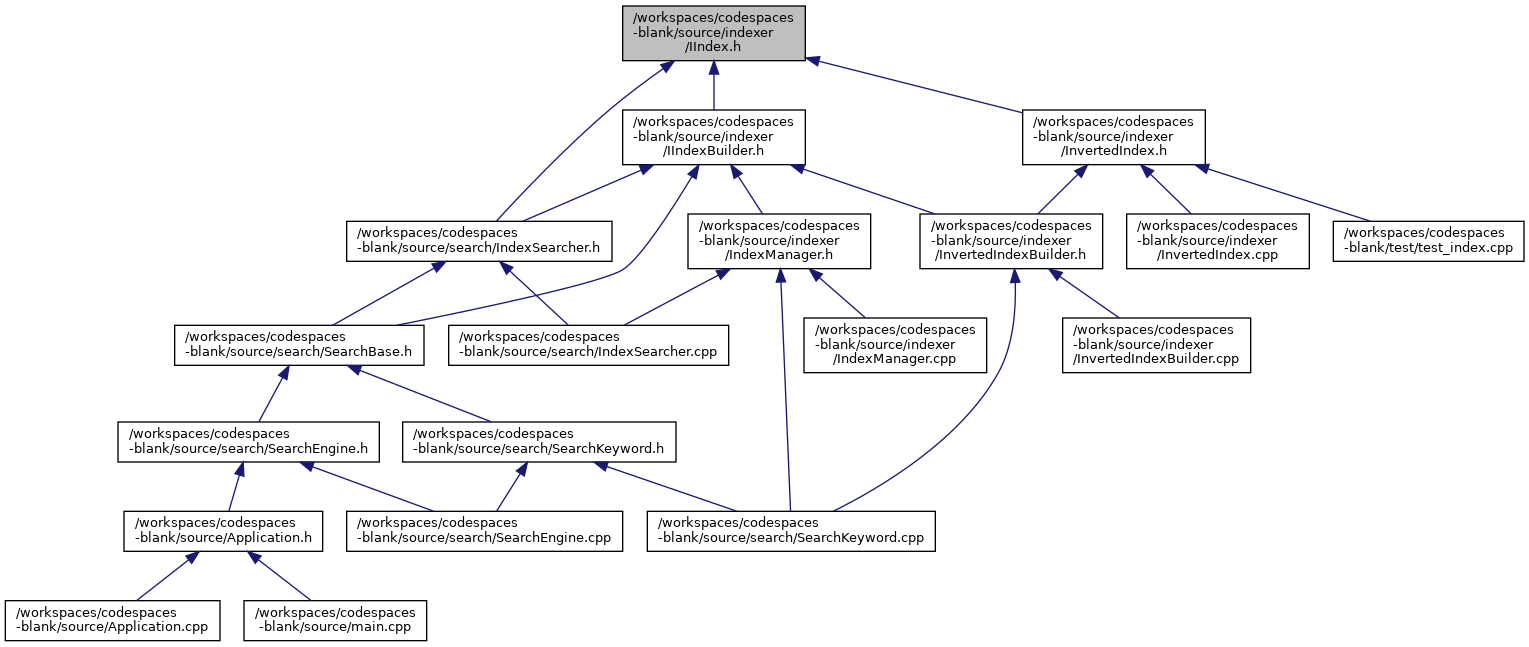 /workspaces/codespaces
-blank/source/indexer
/IIndex.h
/workspaces/codespaces
-blank/source/indexer
/IIndexBuilder.h
/workspaces/codespaces
-blank/source/indexer
/InvertedIndex.h
/workspaces/codespaces
-blank/source/search/IndexSearcher.h
/workspaces/codespaces
-blank/source/indexer
/IndexManager.h
/workspaces/codespaces
-blank/source/indexer
/InvertedIndexBuilder.h
/workspaces/codespaces
-blank/source/indexer
/InvertedIndex.cpp
/workspaces/codespaces
-blank/test/test_index.cpp
/workspaces/codespaces
-blank/source/search/SearchBase.h
/workspaces/codespaces
-blank/source/search/IndexSearcher.cpp
/workspaces/codespaces
-blank/source/indexer
/IndexManager.cpp
/workspaces/codespaces
-blank/source/indexer
/InvertedIndexBuilder.cpp
/workspaces/codespaces
-blank/source/search/SearchEngine.h
/workspaces/codespaces
-blank/source/search/SearchKeyword.h
/workspaces/codespaces
-blank/source/Application.h
/workspaces/codespaces
-blank/source/search/SearchEngine.cpp
/workspaces/codespaces
-blank/source/search/SearchKeyword.cpp
/workspaces/codespaces
-blank/source/Application.cpp
/workspaces/codespaces
-blank/source/main.cpp